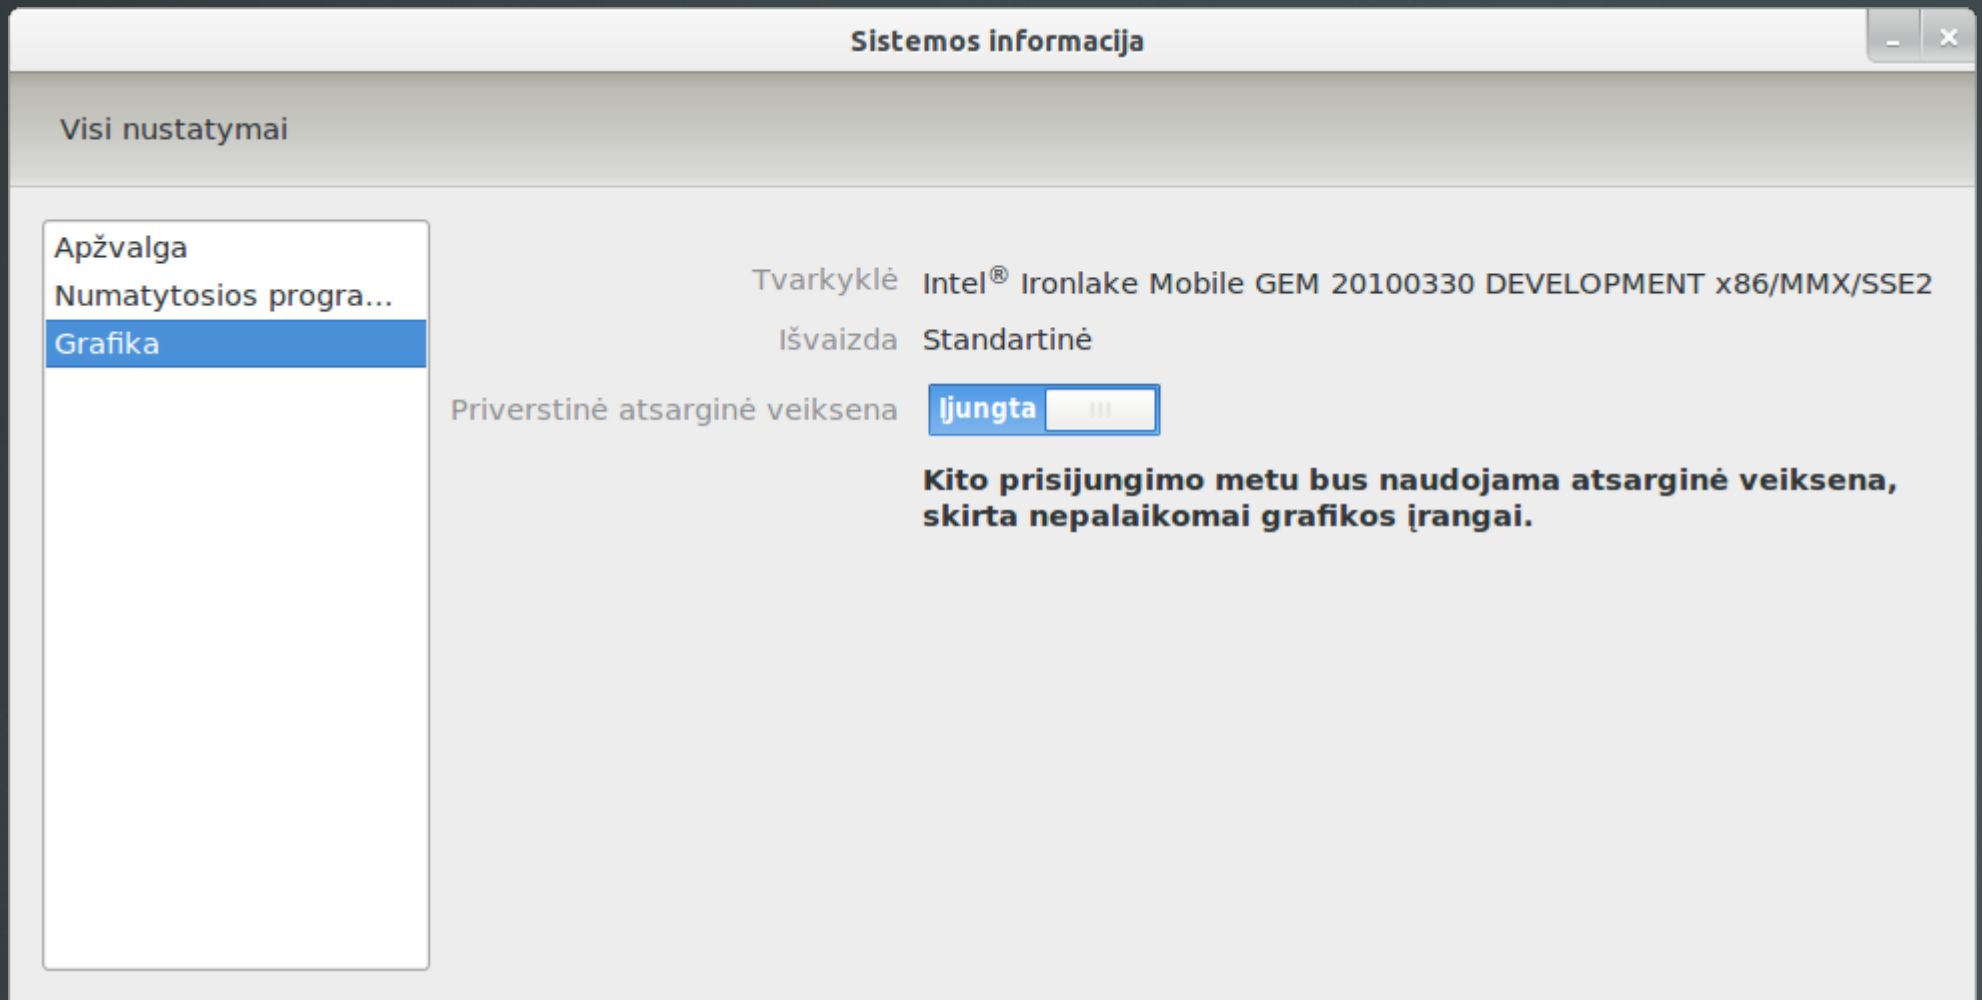 Sistemos informacija
Visi nustatymai
Apžvalga
Numatytosios progra...
Grafika
Tvarkyklė Intel® Ironlake Mobile GEM 20100330 DEVELOPMENT x86/MMX/SSE2
Išvaizda Standartinė
Priverstinė atsarginė veiksena Įjungta
Kito prisijungimo metu bus naudojama atsarginė veiksena,
skirta nepalaikomai grafikos įrangai.